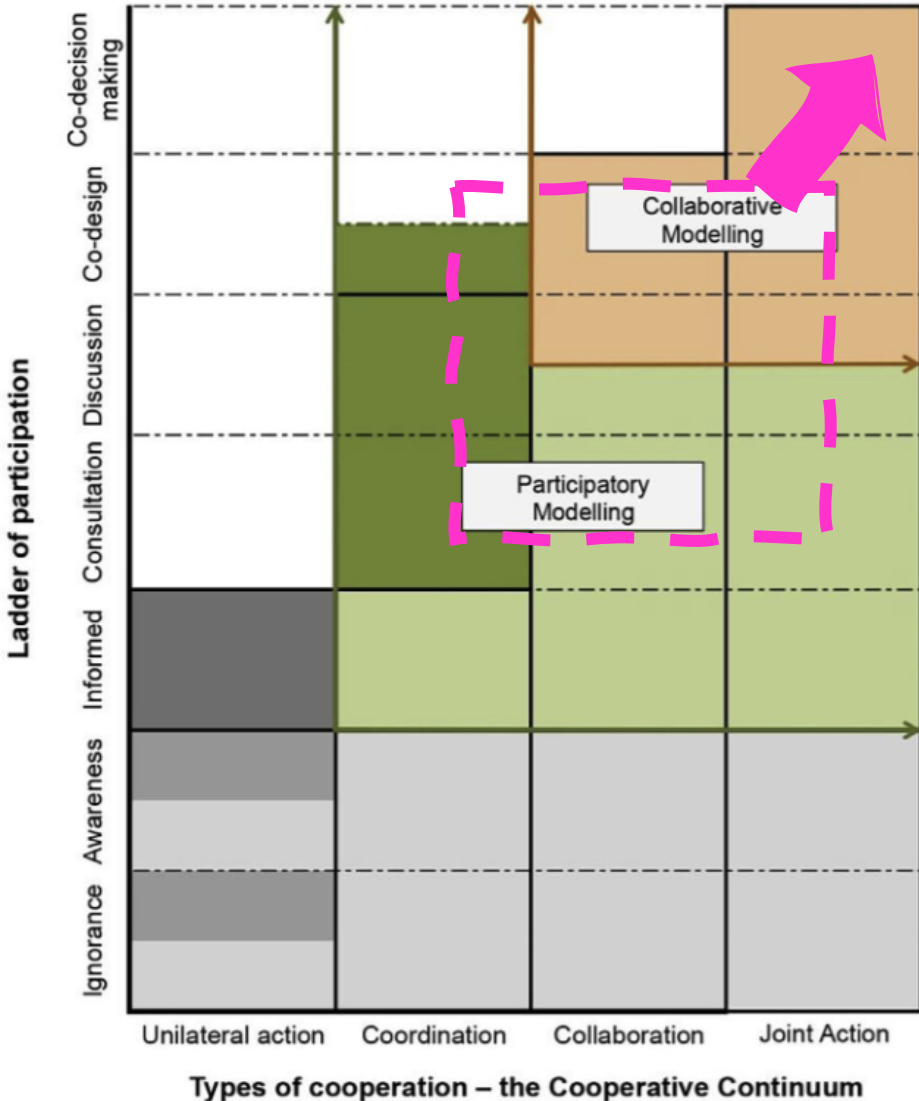 Ladder of participation
Co-decision
making
Co-design
Discussion
Consultation
Informed
Awareness
Ignorance
Collaborative
Modelling
Participatory
Modelling
Unilateral action
Coordination
Collaboration
Joint Action
Types of cooperation – the Cooperative Continuum